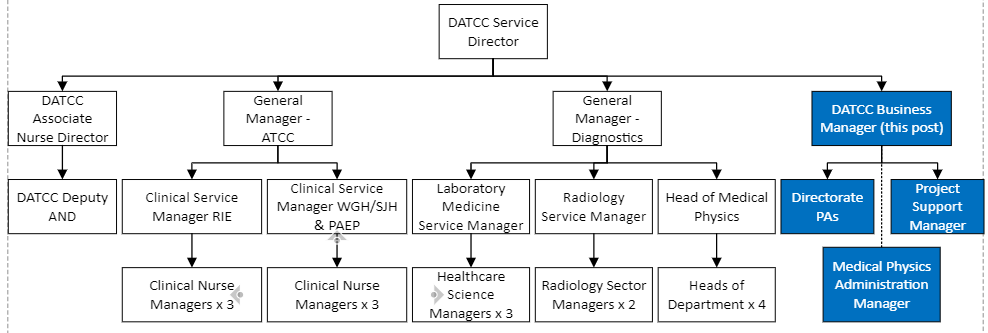 DATCC Service
Director
DATCC
Associate
Nurse Director
General
Manager -
ATCC
General
Manager -
Diagnostics
DATCC Business
Manager (this post)
DATCC Deputy
AND
Clinical Service
Manager RIE
Clinical Service
Manager WGH/SJH
& PAEP
Laboratory
Medicine
Service Manager
Radiology
Service Manager
Head of Medical
Physics
Directorate
PAs
Project
Support
Manager
Clinical Nurse
Managers x 3
Clinical Nurse
Managers x 3
Healthcare
Science
Managers x 3
Radiology Sector
Managers x 2
Heads of
Department x 4
Medical Physics
Administration
Manager